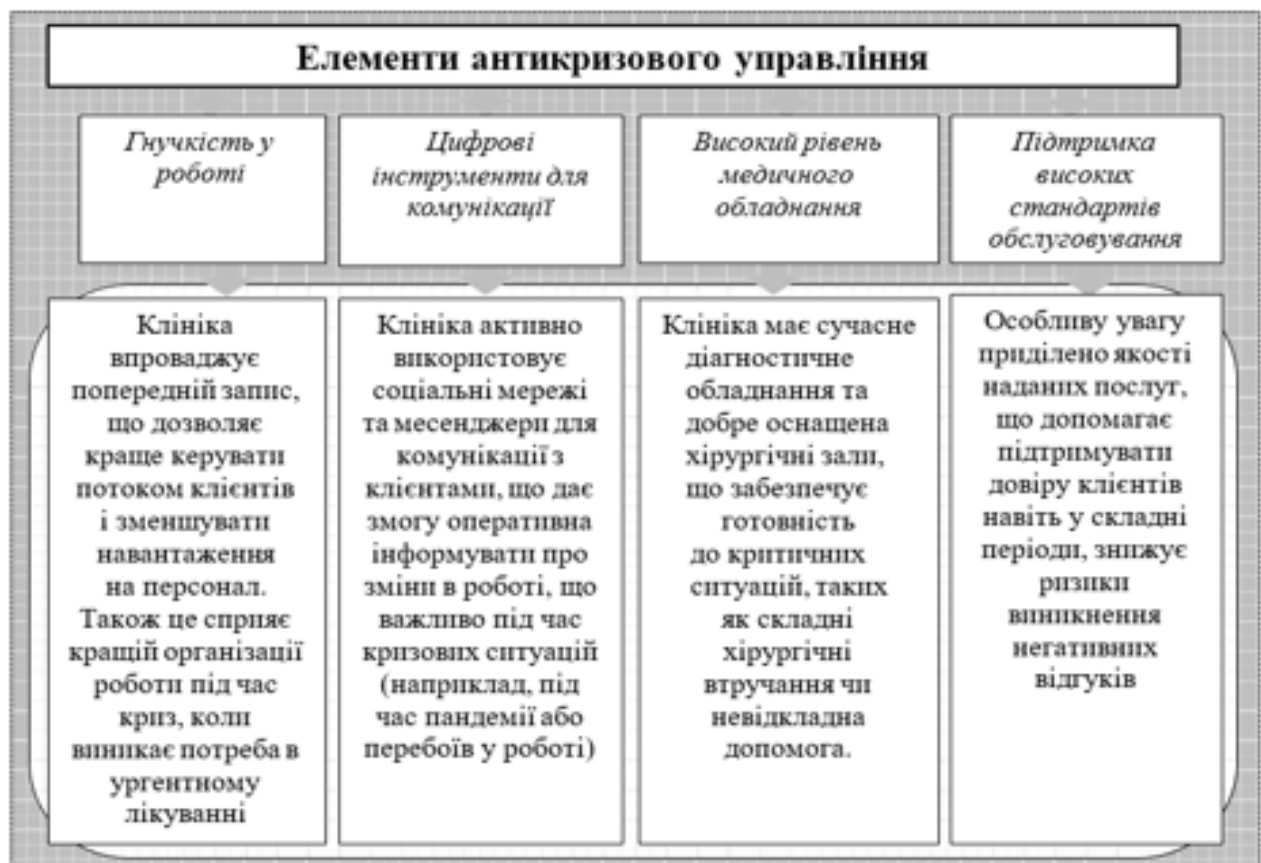 Елементи антикризового управління
Гнучкість у
роботі
Цифрові
інструменти для
комунікації
Високий рівень
медичного
обладнання
Підтримка
високих
стандартів
обслуговування
Клініка
впроваджує
попередній запис,
що дозволяє
краще керувати
потоком клієнтів
і зменшувати
навантаження
на персонал.
Також це сприяє
кращій організації
роботи під час
криз, коли
виникає потреба в
ургентному
лікуванні
Клініка активно
використовує
соціальні мережі
та месенджери для
комунікації з
клієнтами, що дає
змогу оперативна
інформувати про
зміни в роботі, що
важливо під час
кризових ситуацій
(наприклад, під
час пандемії або
перебоїв у роботі)
Клініка має сучасне
діагностичне
обладнання та
добре оснащена
хірургічні зали,
що забезпечує
готовність
до критичних
ситуацій, таких
як складні
хірургічні
втручання чи
невідкладна
допомога.
Особливу увагу
приділено якості
наданих послуг,
що допомагає
підтримувати
довіру клієнтів
навіть у складні
періоди, знижує
ризики
виникнення
негативних
відгуків